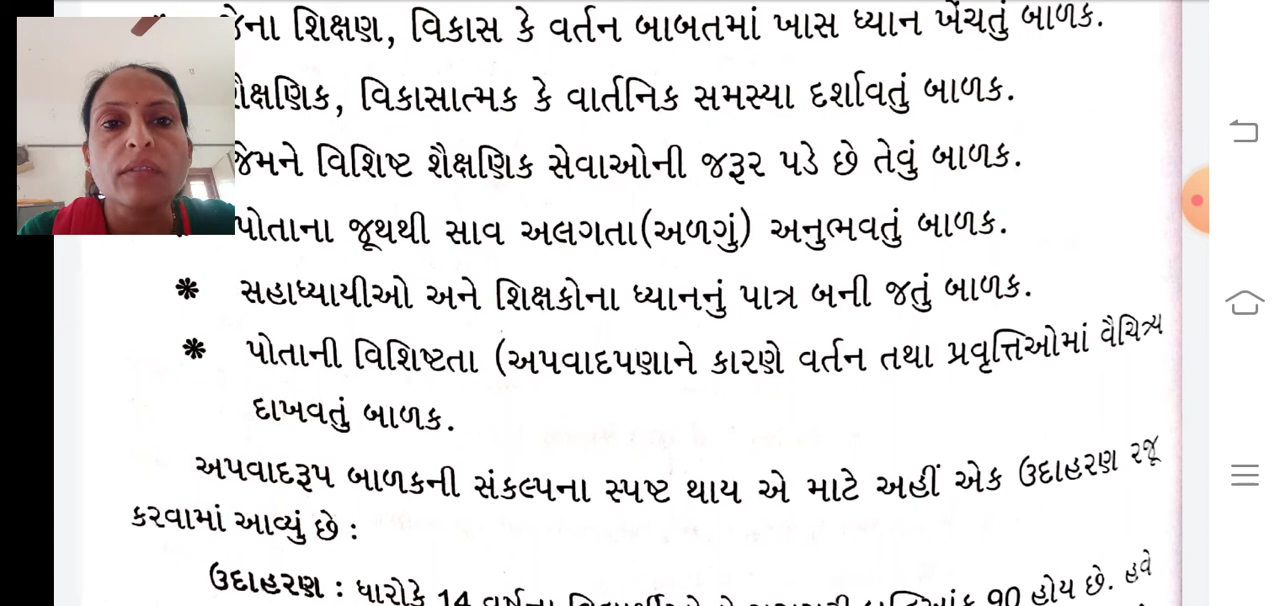 જેના શિક્ષણ, વિકાસ કે વર્તન બાબતમાં ખાસ ધ્યાન ખેંચતું બાળક.
શૈક્ષણિક, વિકાસાત્મક કે વાર્તનિક સમસ્યા દર્શાવતું બાળક.
જેમને વિશિષ્ટ શૈક્ષણિક સેવાઓની જરૂર પડે છે તેવું બાળક.
પોતાના જૂથથી સાવ અલગતા(અળગું) અનુભવતું બાળક.
* સહાધ્યાયીઓ અને શિક્ષકોના ધ્યાનનું પાત્ર બની જતું બાળક.
* પોતાની વિશિષ્ટતા (અપવાદપણાને કારણે વર્તન તથા પ્રવૃત્તિઓમાં વૈચિત્ર્ય
દાખવતું બાળક.
અપવાદરૂપ બાળકની સંકલ્પના સ્પષ્ટ થાય એ માટે અહીં એક ઉદાહરણ રજૂ
કરવામાં આવ્યું છે :
ઉદાહરણ : ધારોકે 14 વર્ષના 90 હોય છે. હવે